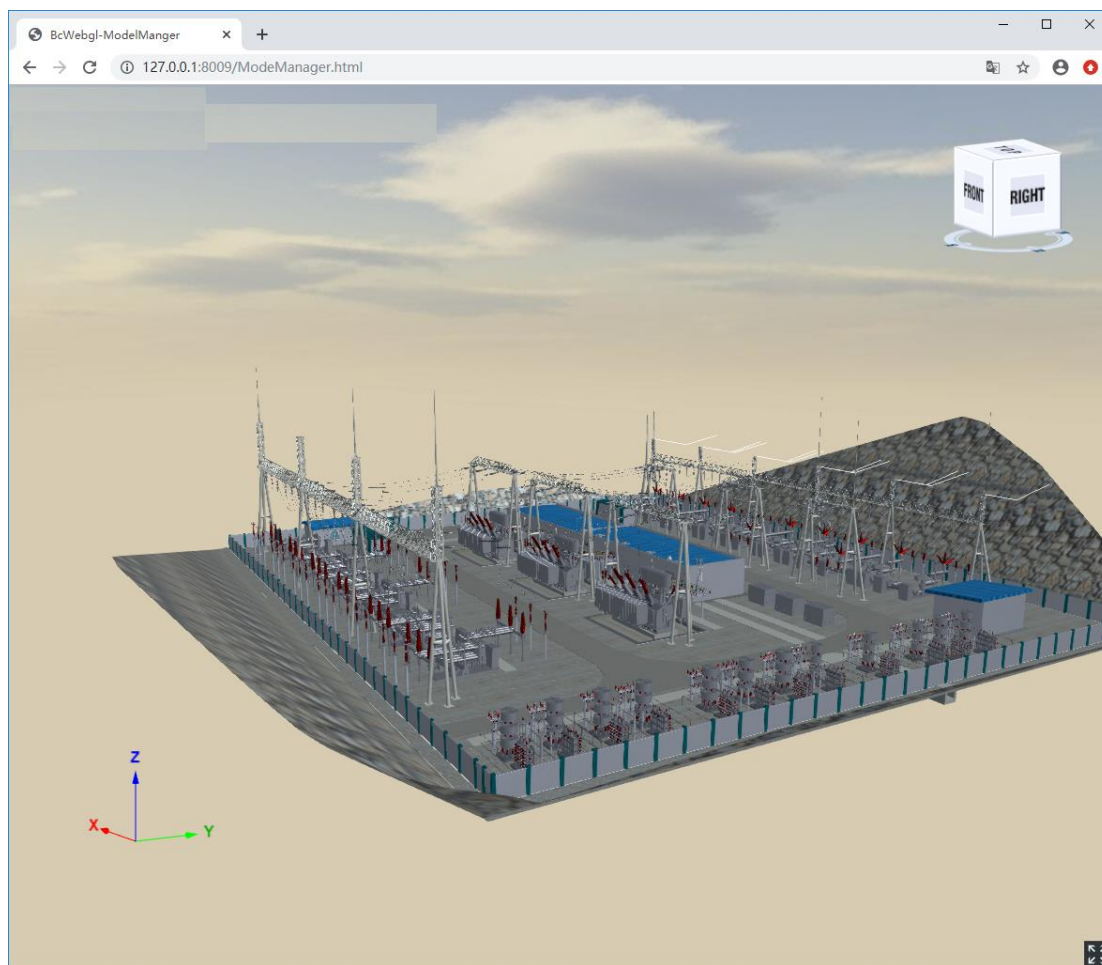 BcWebgl-ModelManger
127.0.0.1:8009/ModeManager.html
TOP
FRONT
RIGHT
Z
X
Y